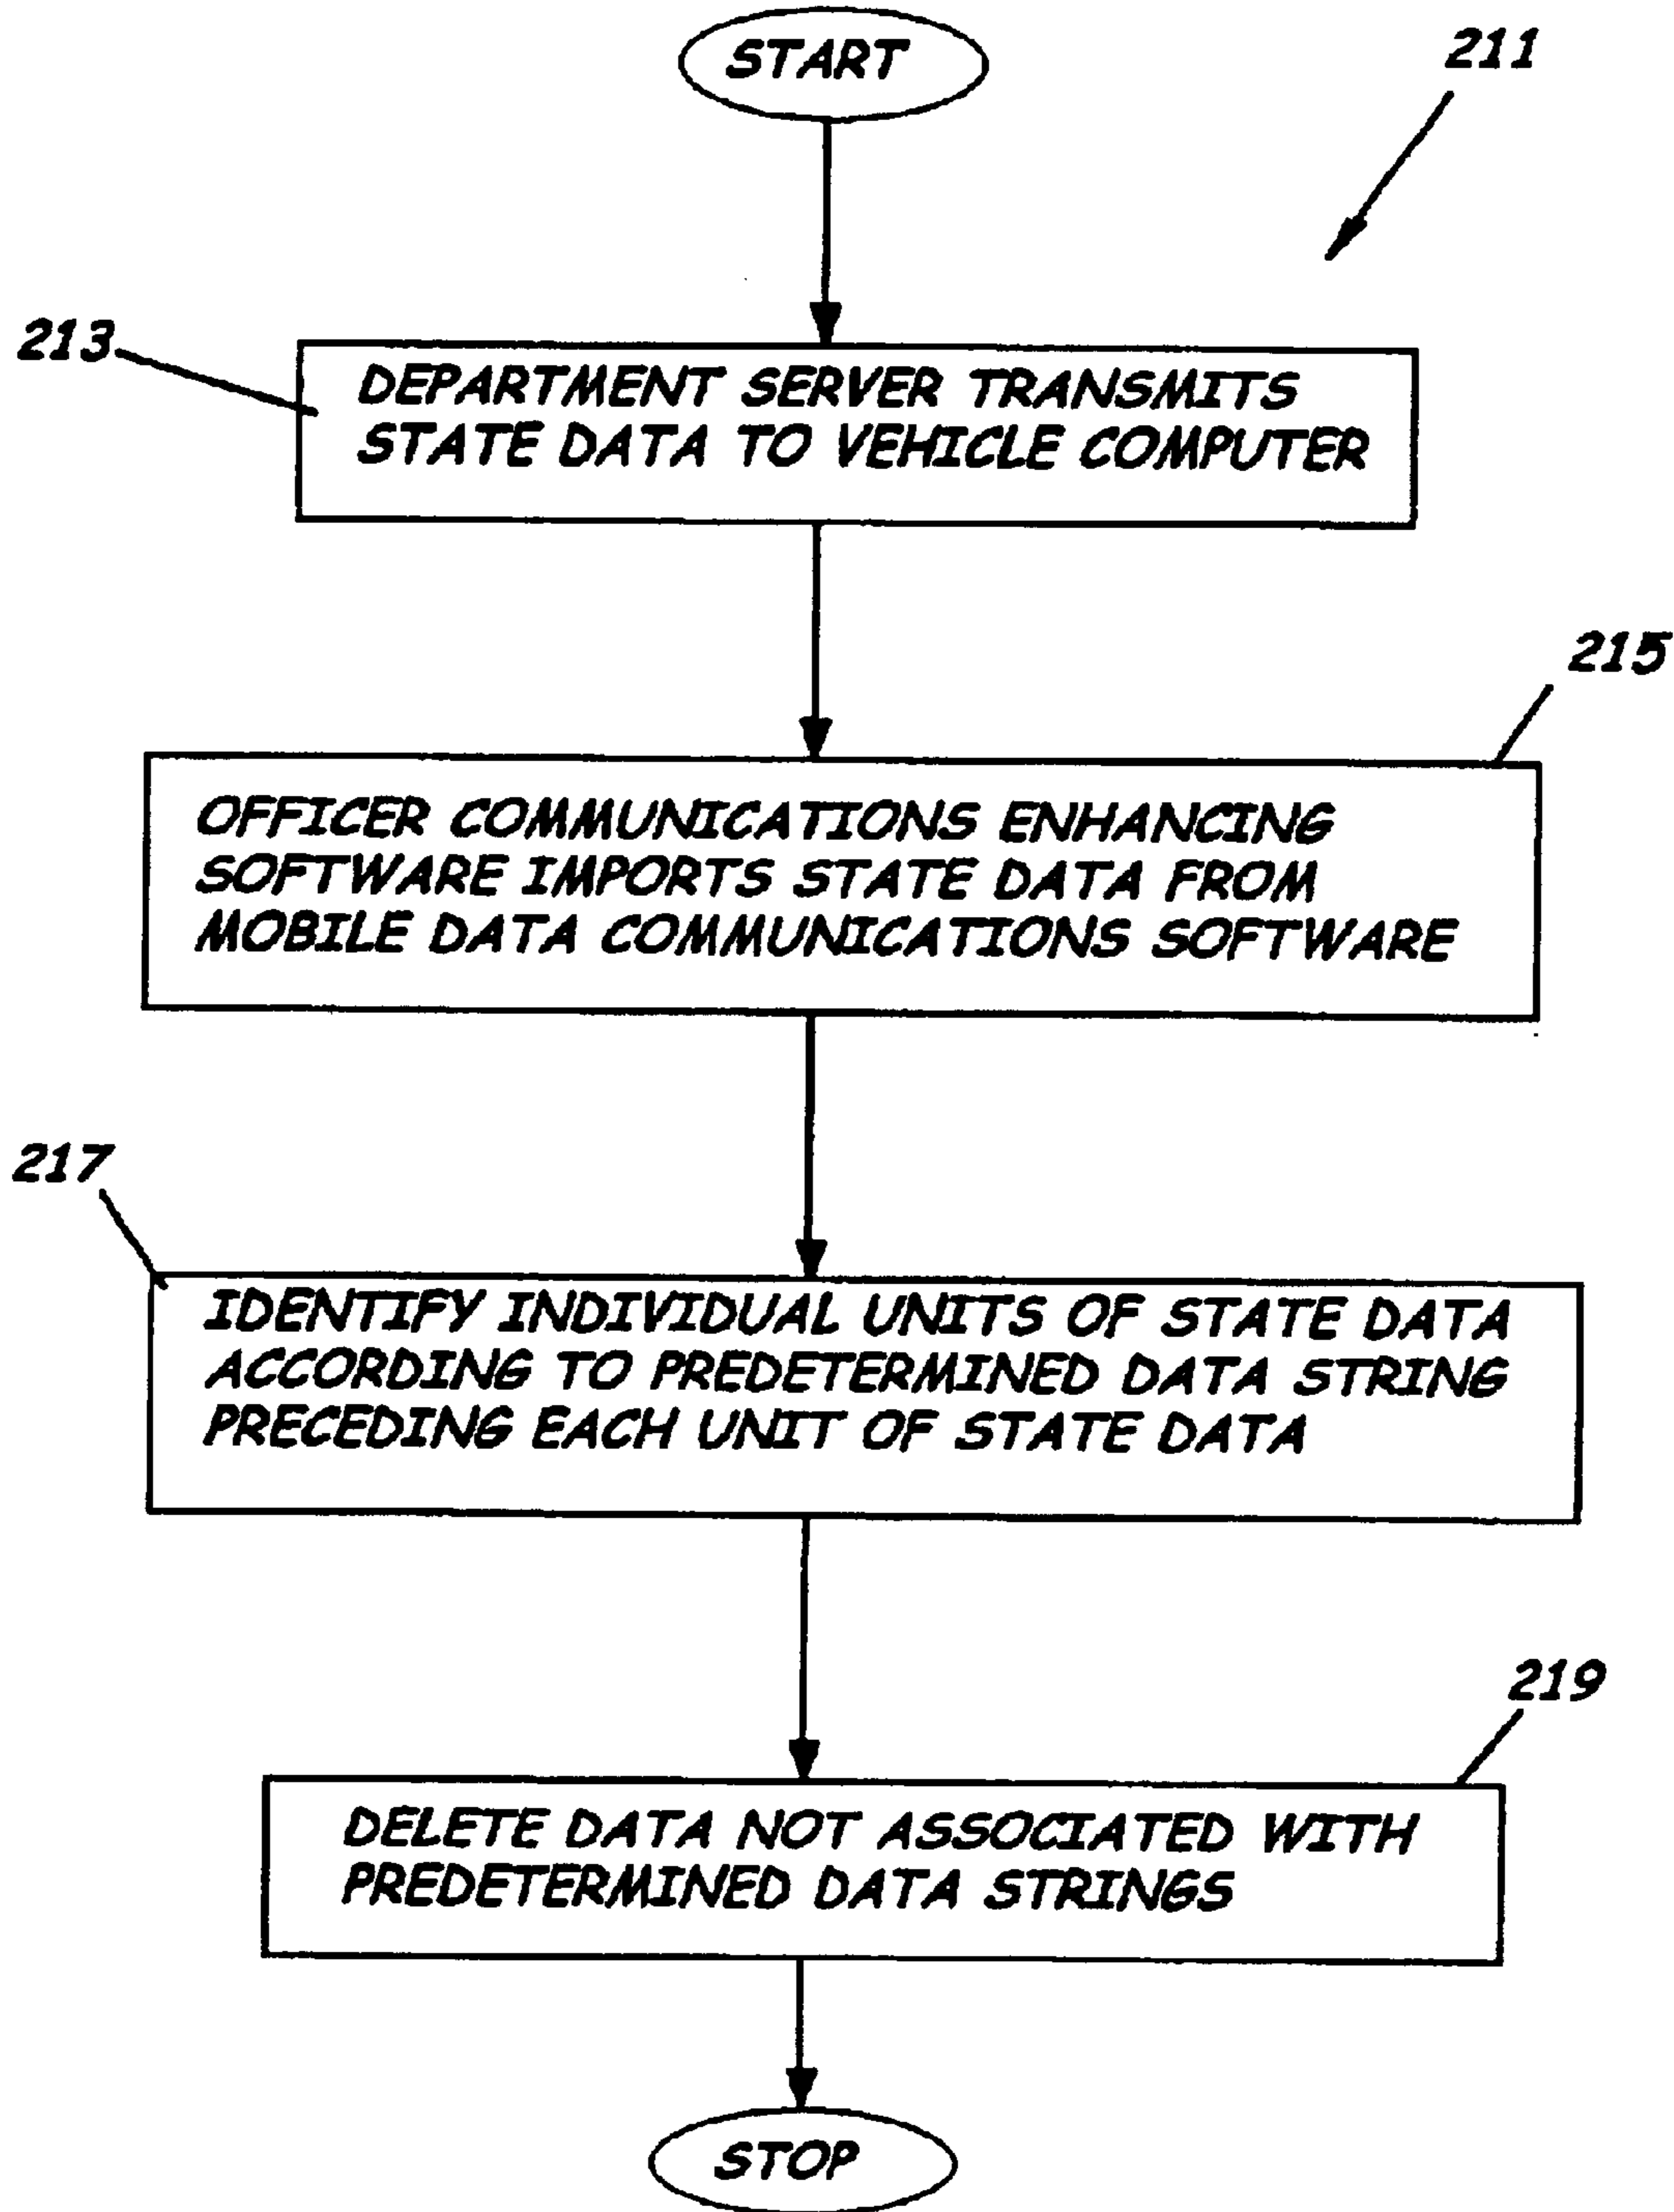 START
211
213
DEPARTMENT SERVER TRANSMITS
STATE DATA TO VEHICLE COMPUTER
215
OFFICER COMMUNICATIONS ENHANCING
SOFTWARE IMPORTS STATE DATA FROM
MOBILE DATA COMMUNICATIONS SOFTWARE
217
IDENTIFY INDIVIDUAL UNITS OF STATE DATA
ACCORDING TO PREDETERMINED DATA STRING
PRECEDING EACH UNIT OF STATE DATA
219
DELETE DATA NOT ASSOCIATED WITH
PREDETERMINED DATA STRINGS
STOP